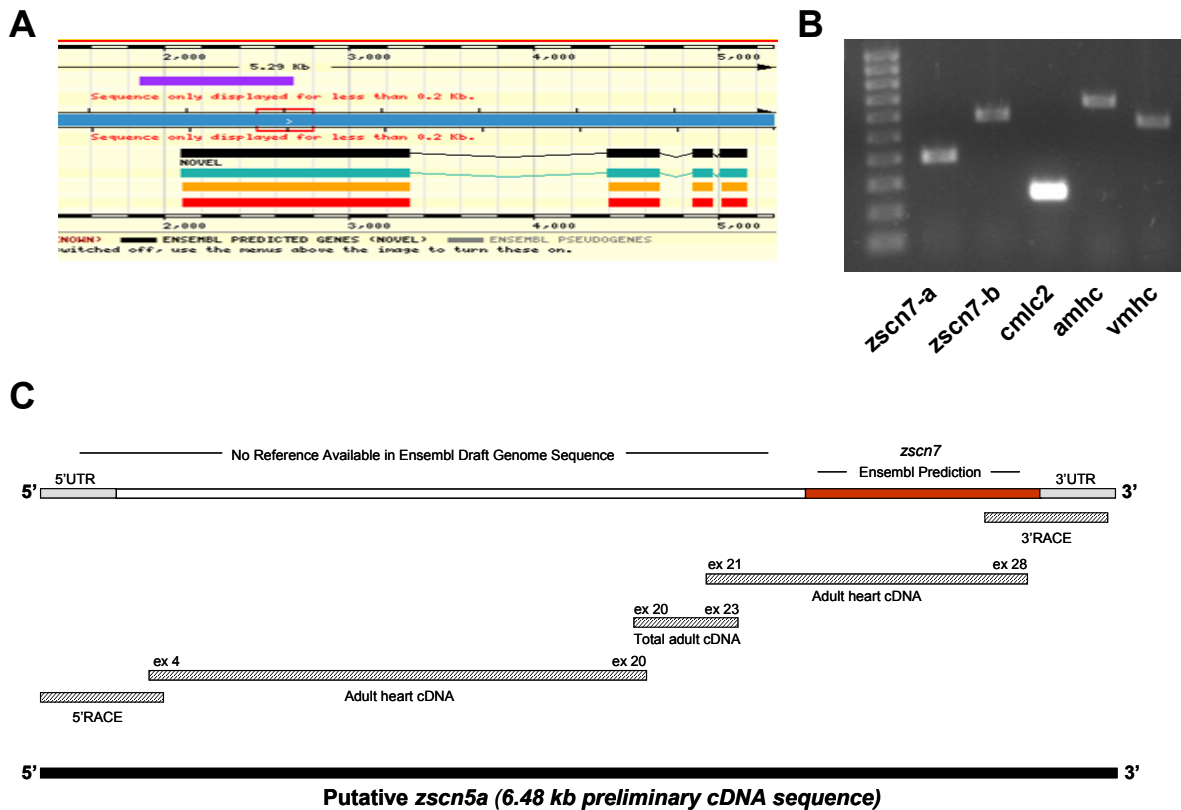 A
2,000 3,000 4,000 5,000
5.29 Kb
Sequence only displayed for less than 0.2 Kb.
>
Sequence only displayed for less than 0.2 Kb.
NOVEL
2,000 3,000 4,000 5,000
NOWN) ENSEMBL PREDICTED GENES (NOVEL) ENSEMBL PSEUDOGENES
witched off, use the menus above the image to turn these on.
B
zscn7-a
zscn7-b
cmlc2
amhc
vmhc
C
No Reference Available in Ensembl Draft Genome Sequence
zscn7
Ensembl Prediction
5'UTR
3'UTR
5'
3'
3'RACE
ex 21 ex 28
Adult heart cDNA
ex 20 ex 23
Total adult cDNA
ex 4 ex 20
Adult heart cDNA
5'RACE
5'
3'
Putative zscn5a (6.48 kb preliminary cDNA sequence)